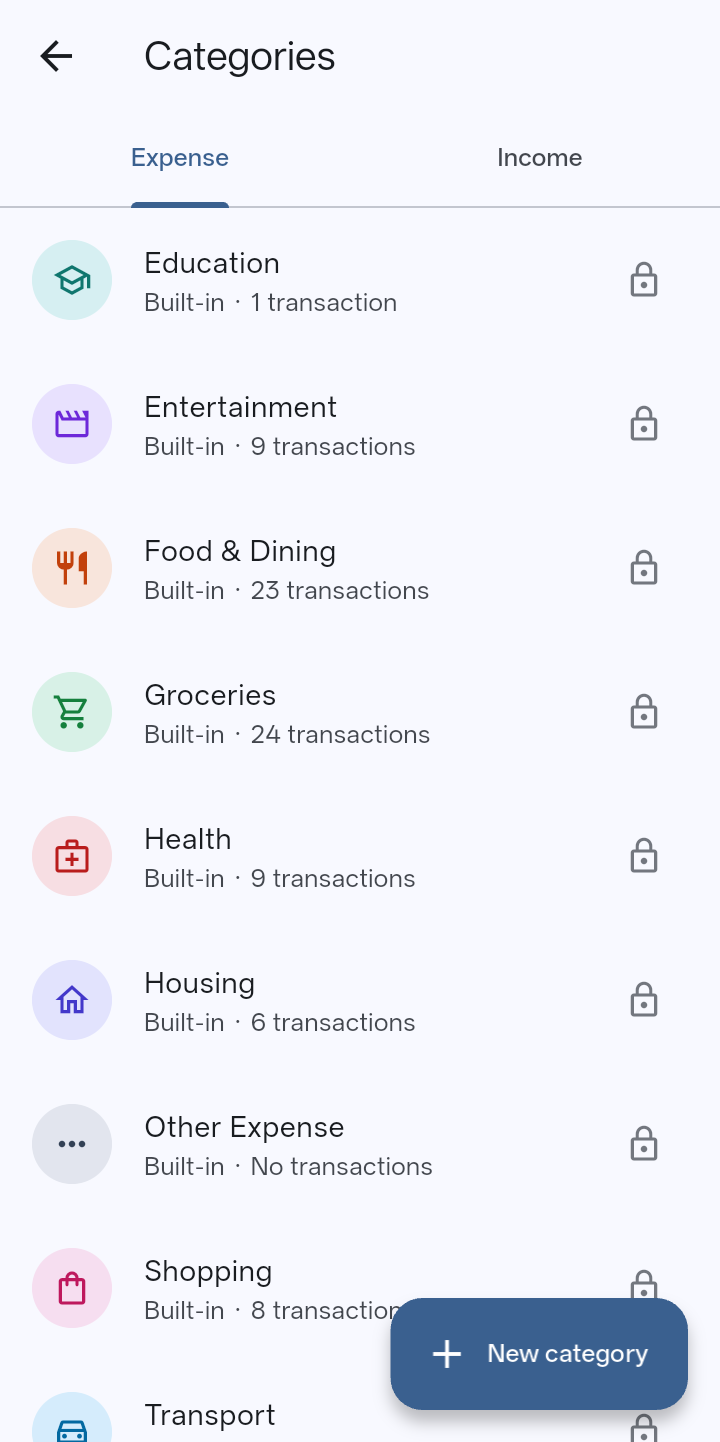 Categories
Expense
Income
Education
Built-in · 1 transaction
Entertainment
Built-in · 9 transactions
Food & Dining
Built-in · 23 transactions
Groceries
Built-in · 24 transactions
Health
Built-in · 9 transactions
Housing
Built-in · 6 transactions
Other Expense
Built-in · No transactions
Shopping
Built-in · 8
New category
Transport